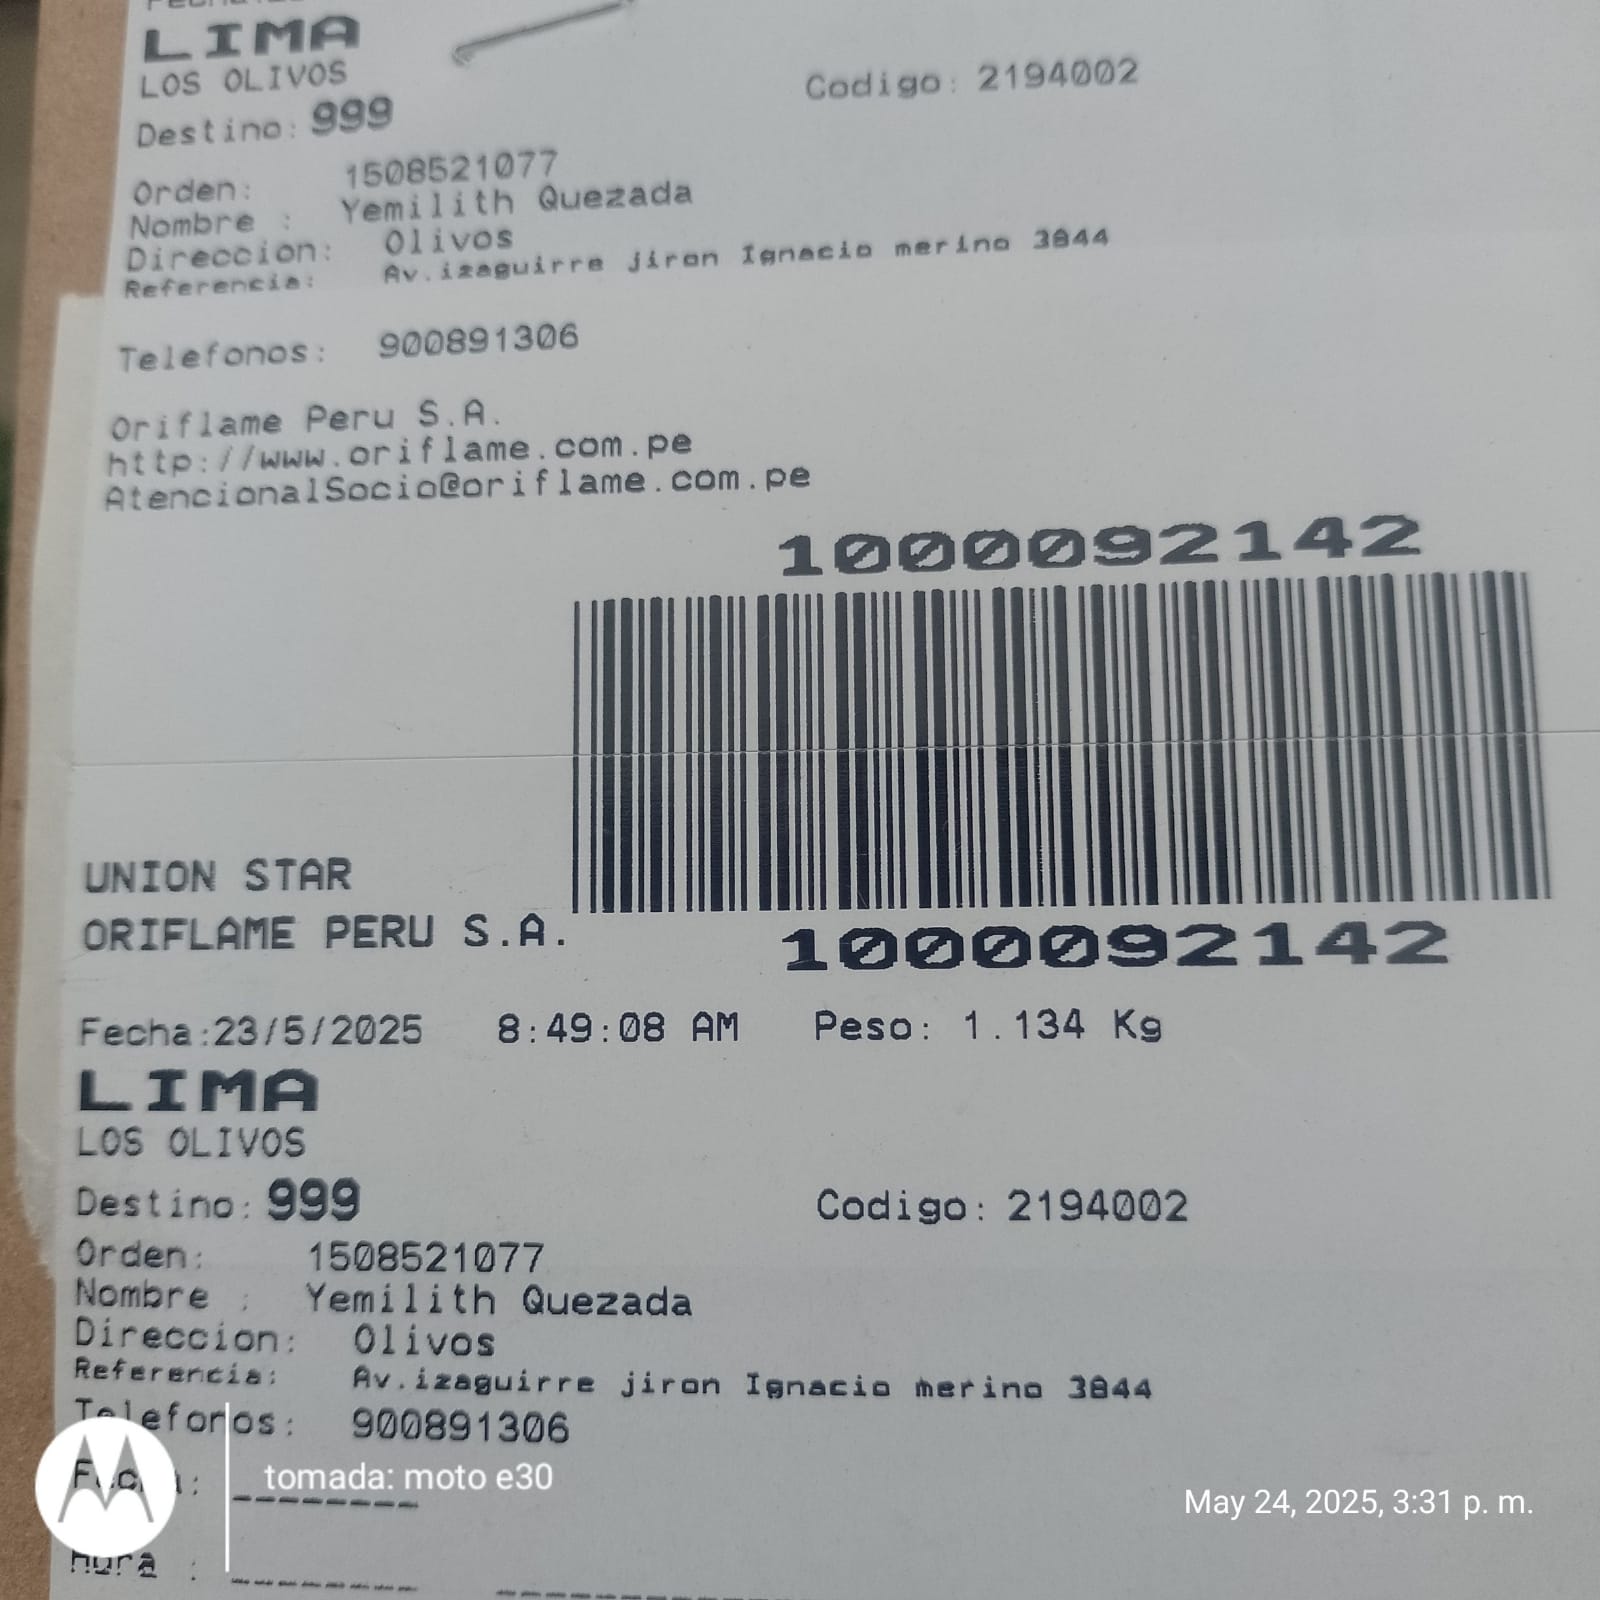 LIMA
LOS OLIVOS
Destino: 999 Codigo: 2194002
Orden: 1508521077
Nombre : Yemilith Quezada
Direccion: Olivos
Referencia: Av.izaguirre jiron Ignacio merino 3844
Telefonos: 900891306
Oriflame Peru S.A.
http://www.oriflame.com.pe
AtencionalSocio@oriflame.com.pe
1000092142
UNION STAR
ORIFLAME PERU S.A.
1000092142
Fecha:23/5/2025 8:49:08 AM Peso: 1.134 Kg
LIMA
LOS OLIVOS
Destino: 999 Codigo: 2194002
Orden: 1508521077
Nombre : Yemilith Quezada
Direccion: Olivos
Referencia: Av.izaguirre jiron Ignacio merino 3844
Telefonos: 900891306
Fecha: --------
tomada: moto e30
May 24, 2025, 3:31 p. m.
Hora : --------